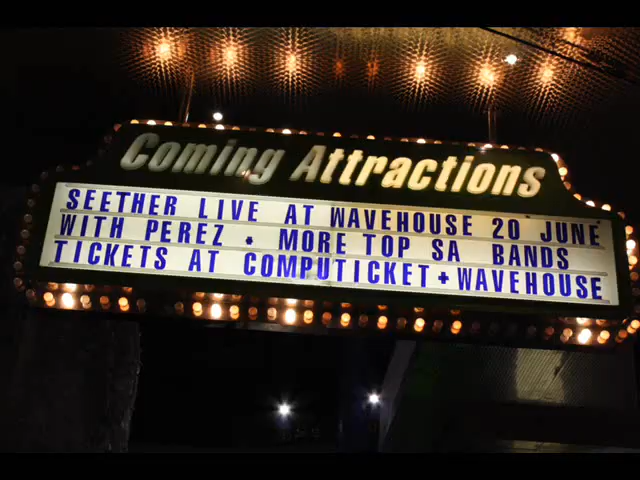 Coming Attractions
SEETHER LIVE AT WAVEHOUSE 20 JUNE
WITH PEREZ + MORE TOP SA BANDS
TICKETS AT COMPUTICKET + WAVEHOUSE